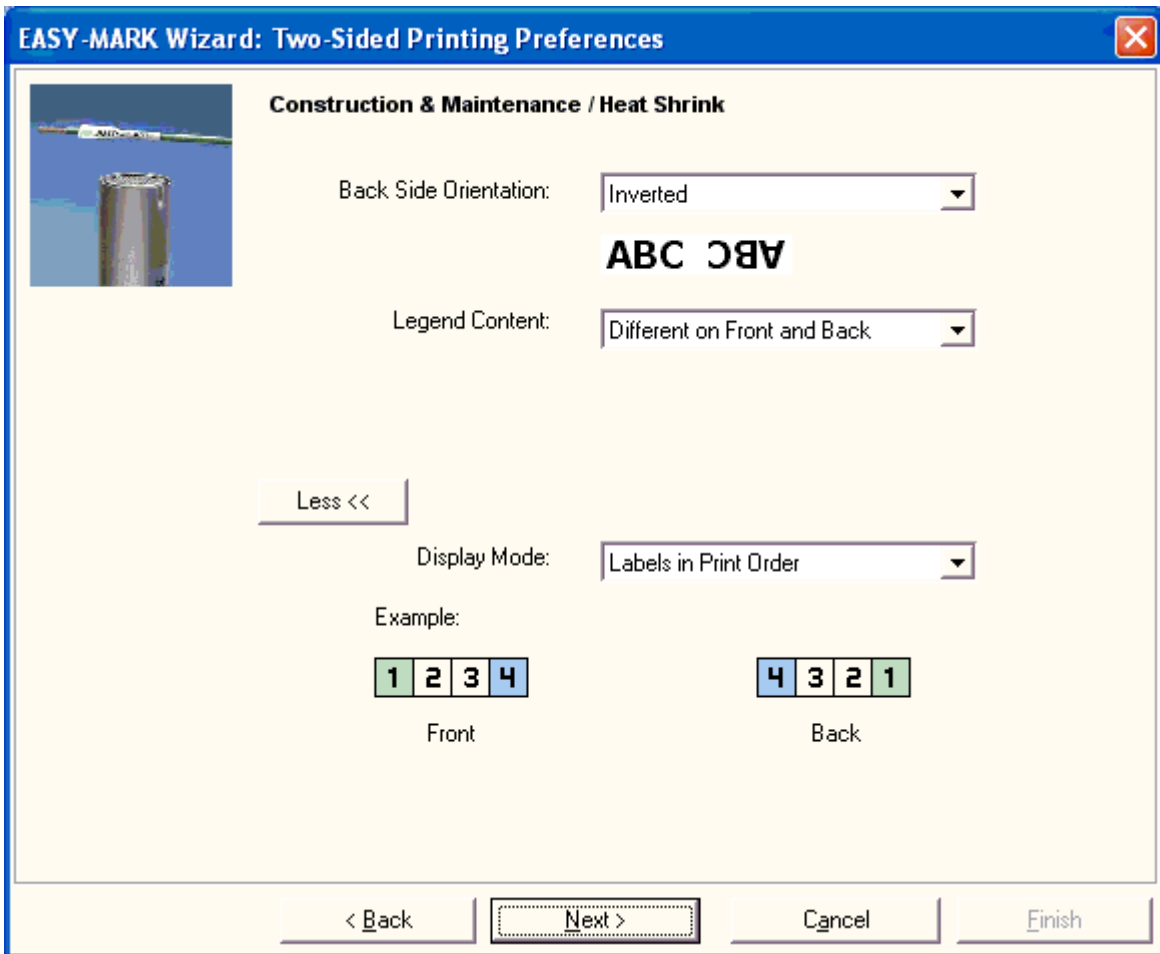 EASY-MARK Wizard: Two-Sided Printing Preferences
Construction & Maintenance / Heat Shrink
Back Side Orientation: Inverted
ABC ABC
Legend Content: Different on Front and Back
Less <<
Display Mode: Labels in Print Order
Example:
1 2 3 4 4 3 2 1
Front Back
< Back Next > Cancel Finish